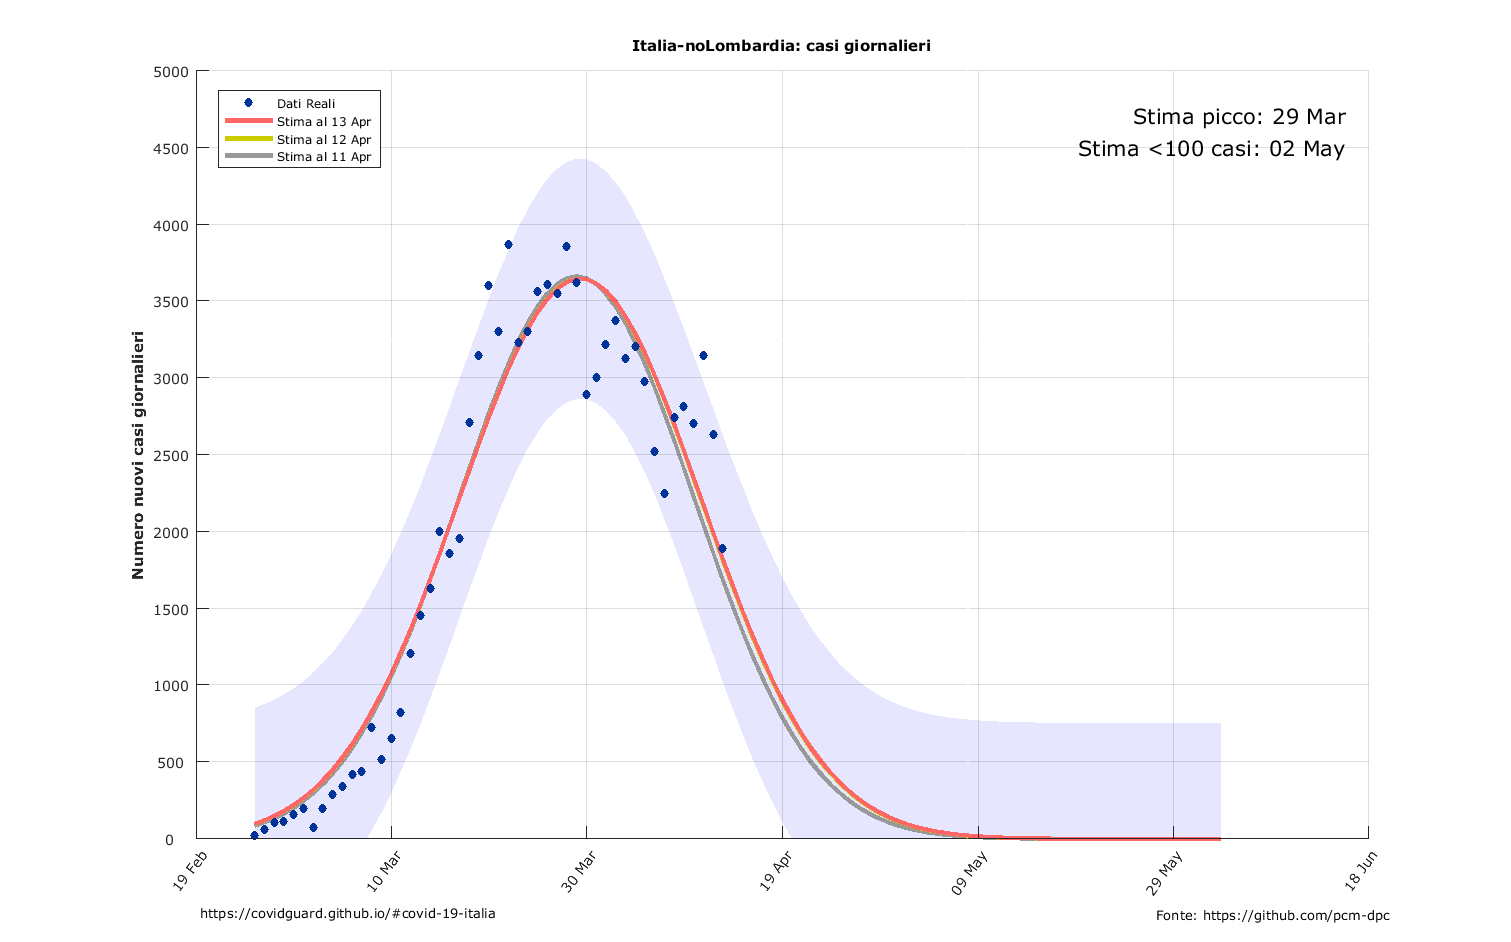 Italia-noLombardia: casi giornalieri
Dati Reali
Stima al 13 Apr
Stima al 12 Apr
Stima al 11 Apr
Stima picco: 29 Mar
Stima <100 casi: 02 May
Numero nuovi casi giornalieri
5000
4500
4000
3500
3000
2500
2000
1500
1000
500
0
19 Feb
10 Mar
30 Mar
19 Apr
09 May
29 May
18 Jun
https://covidguard.github.io/#covid-19-italia
Fonte: https://github.com/pcm-dpc